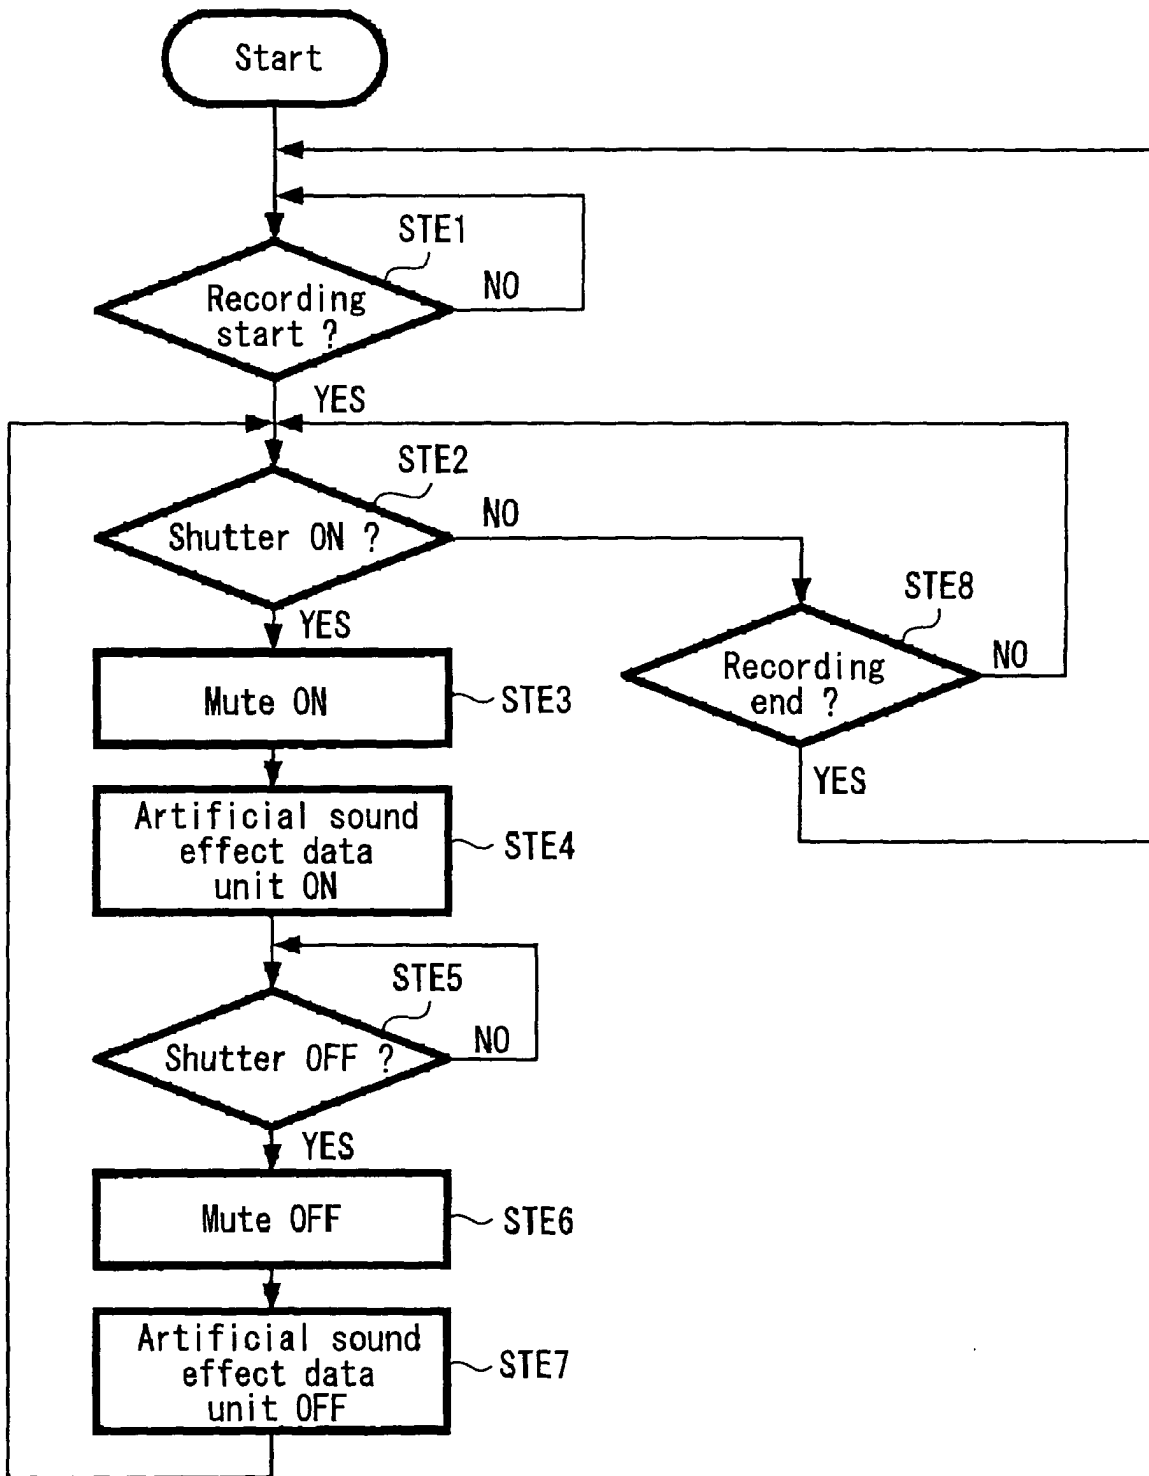 Start
STE1
Recording
start ?
NO
YES
STE2
Shutter ON ?
NO
YES
STE8
Recording
end ?
NO
YES
Mute ON
STE3
Artificial sound
effect data
unit ON
STE4
STE5
Shutter OFF ?
NO
YES
Mute OFF
STE6
Artificial sound
effect data
unit OFF
STE7